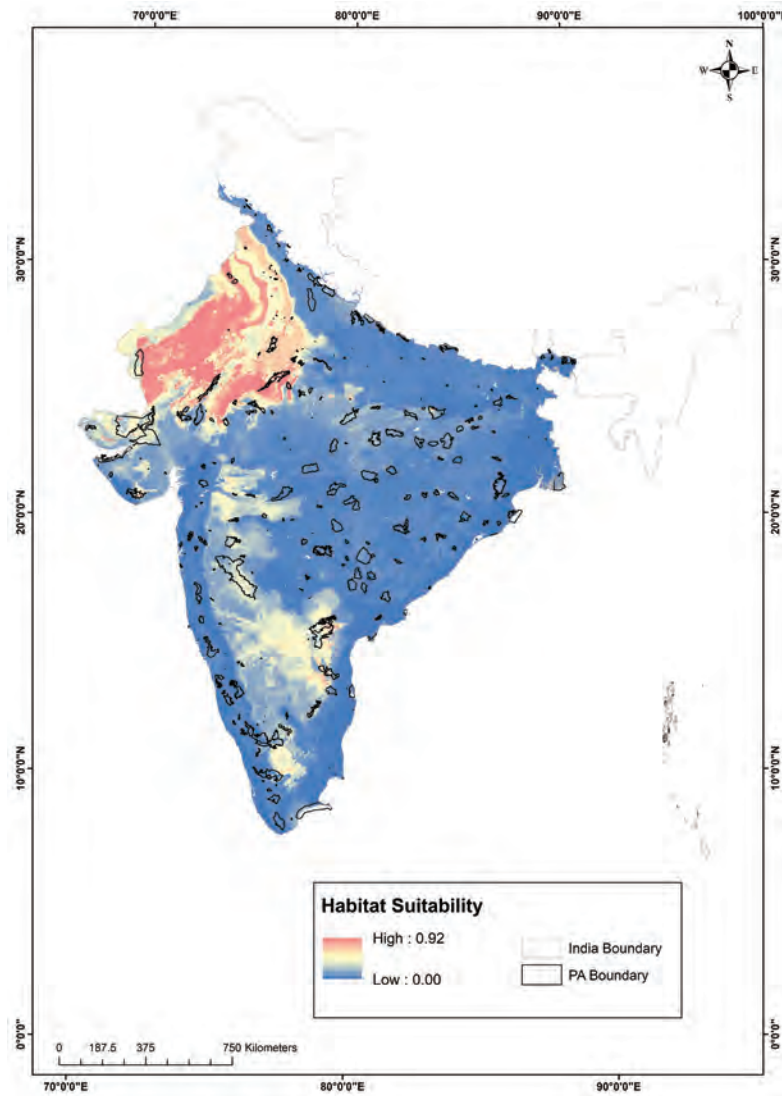 70°0'0"E 80°0'0"E 90°0'0"E 100°0'0"E
N
W E
S
30°0'0"N 30°0'0"N
20°0'0"N 20°0'0"N
10°0'0"N 10°0'0"N
Habitat Suitability
High : 0.92
Low : 0.00
India Boundary
PA Boundary
0°0'0" 0°0'0"
0 187.5 375 750 Kilometers
70°0'0"E 80°0'0"E 90°0'0"E